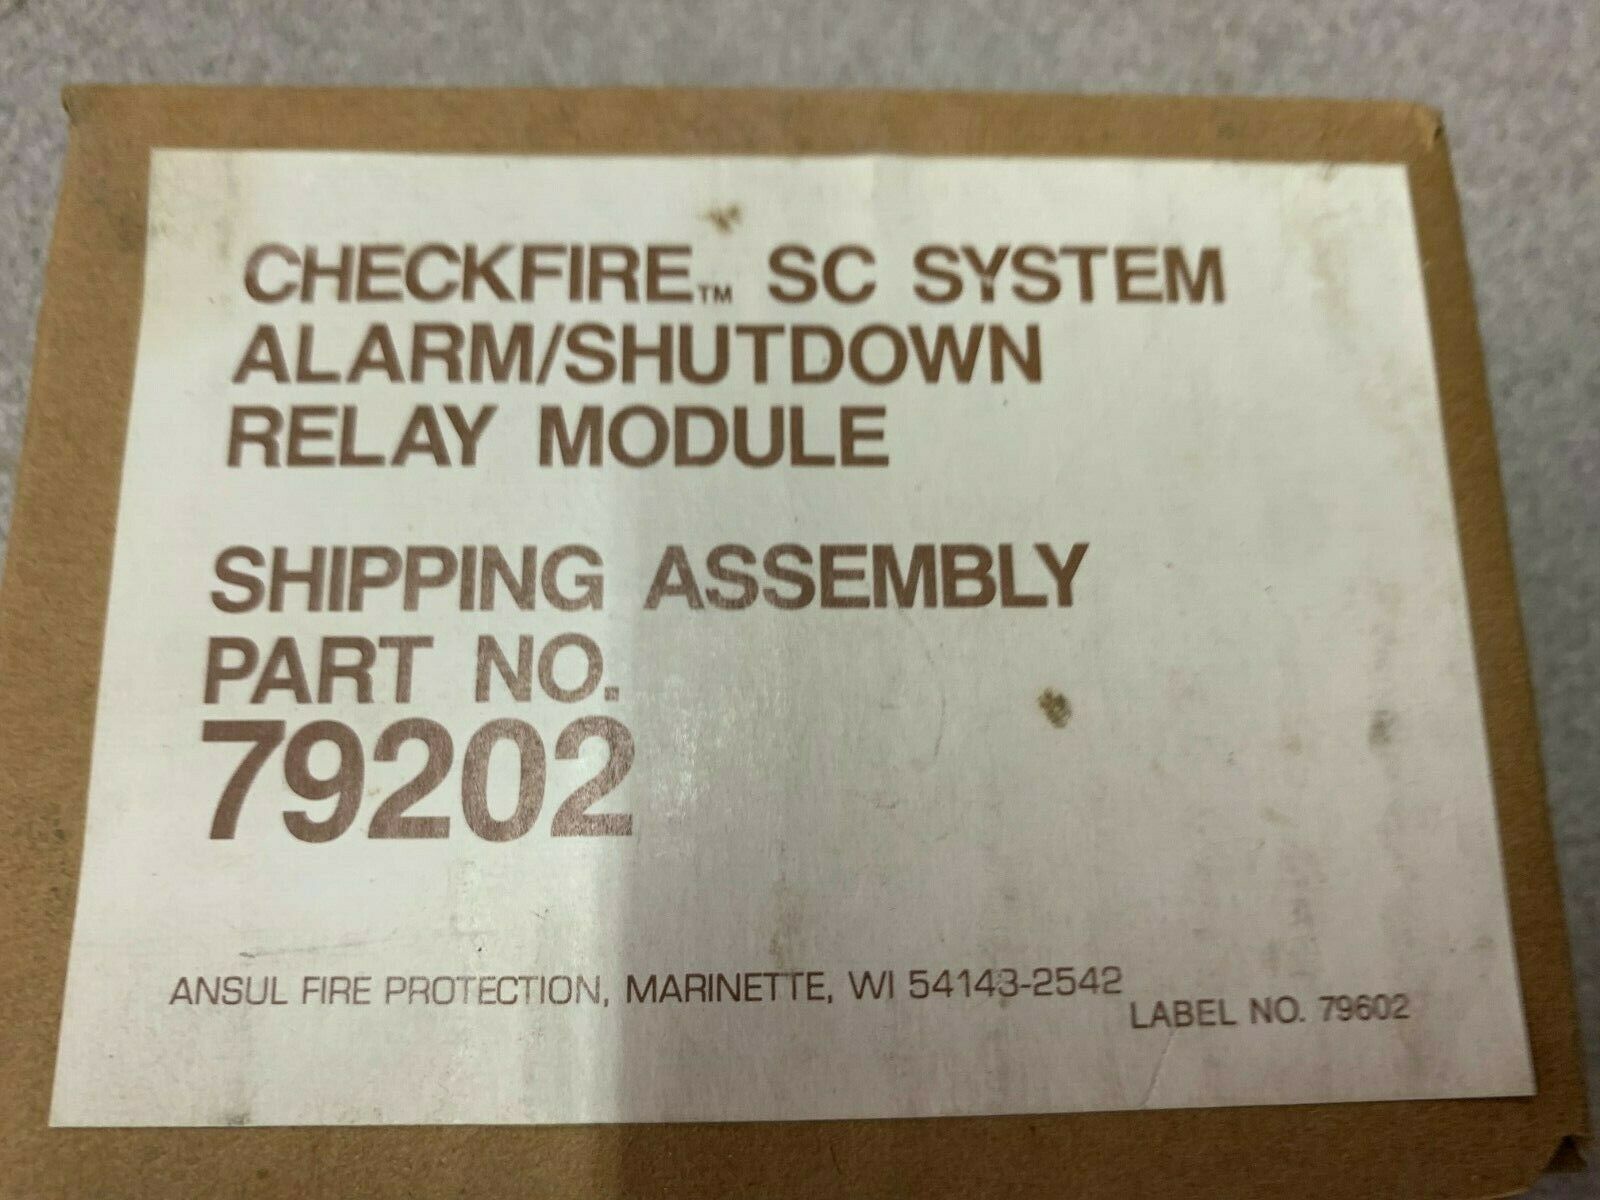 CHECKFIRE™ SC SYSTEM
ALARM/SHUTDOWN
RELAY MODULE
SHIPPING ASSEMBLY
PART NO.
79202
ANSUL FIRE PROTECTION, MARINETTE, WI 54143-2542
LABEL NO. 79602